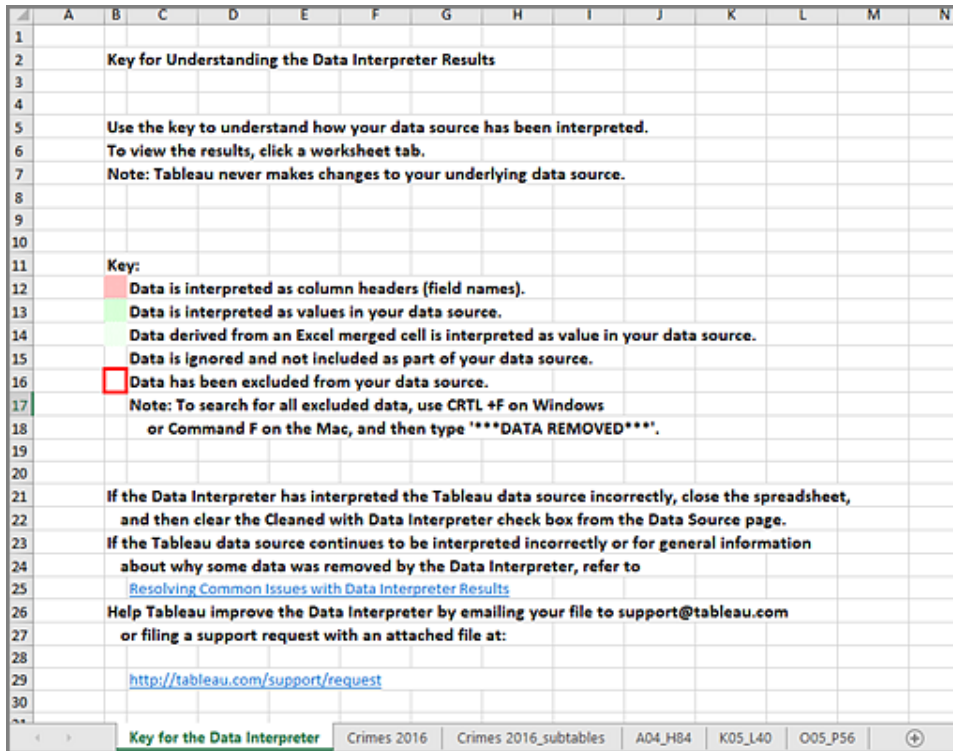 A B C D E F G H I J K L M N
1
2 Key for Understanding the Data Interpreter Results
3
4
5 Use the key to understand how your data source has been interpreted.
6 To view the results, click a worksheet tab.
7 Note: Tableau never makes changes to your underlying data source.
8
9
10
11 Key:
12 Data is interpreted as column headers (field names).
13 Data is interpreted as values in your data source.
14 Data derived from an Excel merged cell is interpreted as value in your data source.
15 Data is ignored and not included as part of your data source.
16 Data has been excluded from your data source.
17 Note: To search for all excluded data, use CRTL +F on Windows
18 or Command F on the Mac, and then type '***DATA REMOVED***'.
19
20
21 If the Data Interpreter has interpreted the Tableau data source incorrectly, close the spreadsheet,
22 and then clear the Cleaned with Data Interpreter check box from the Data Source page.
23 If the Tableau data source continues to be interpreted incorrectly or for general information
24 about why some data was removed by the Data Interpreter, refer to
25 Resolving Common Issues with Data Interpreter Results
26 Help Tableau improve the Data Interpreter by emailing your file to support@tableau.com
27 or filing a support request with an attached file at:
28
29 http://tableau.com/support/request
30
Key for the Data Interpreter Crimes 2016 Crimes 2016_subtables A04_H84 K05_L40 O05_P56